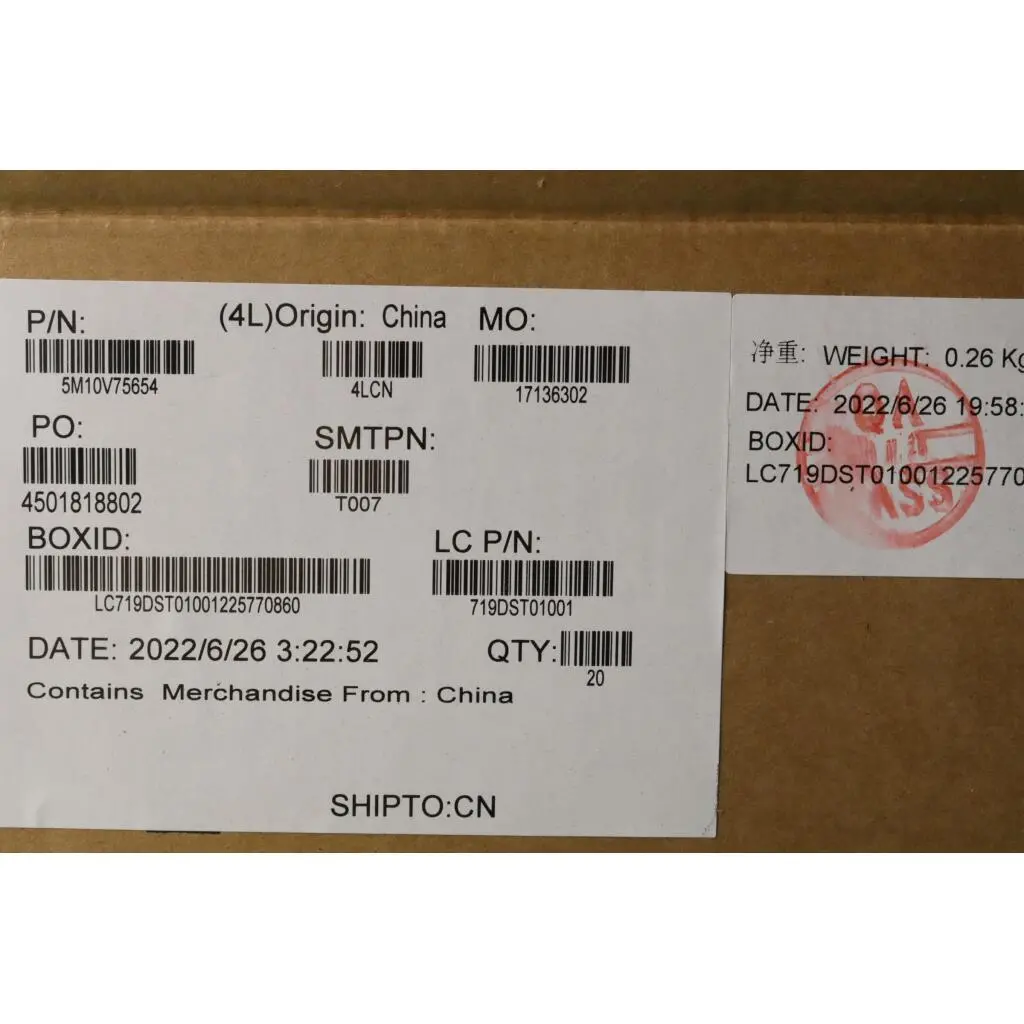 P/N: (4L)Origin: China MO:
5M10V75654 4LCN 17136302
PO: SMTPN:
4501818802 T007
BOXID: LC P/N:
LC719DST01001225770860 719DST01001
DATE: 2022/6/26 3:22:52 QTY:
20
Contains Merchandise From : China
SHIPTO:CN
净重: WEIGHT: 0.26 Kg
DATE: 2022/6/26 19:58:
BOXID:
LC719DST01001225770
QA